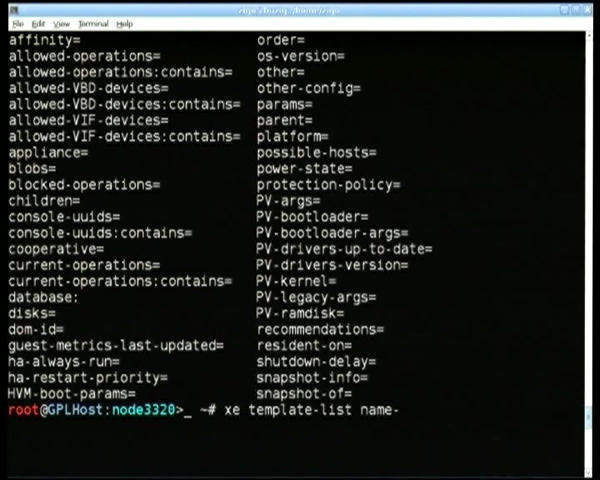 File Edit View Terminal Help
affinity= order=
allowed-operations= os-version=
allowed-operations:contains= other=
allowed-VBD-devices= other-config=
allowed-VBD-devices:contains= params=
allowed-VIF-devices= parent=
allowed-VIF-devices:contains= platform=
appliance= possible-hosts=
blobs= power-state=
blocked-operations= protection-policy=
children= PV-args=
console-uuids= PV-bootloader=
console-uuids:contains= PV-bootloader-args=
cooperative= PV-drivers-up-to-date=
current-operations= PV-drivers-version=
current-operations:contains= PV-kernel=
database: PV-legacy-args=
disks= PV-ramdisk=
dom-id= recommendations=
guest-metrics-last-updated= resident-on=
ha-always-run= shutdown-delay=
ha-restart-priority= snapshot-info=
HVM-boot-params= snapshot-of=
root@GPLHost:node3320>_ ~# xe template-list name-